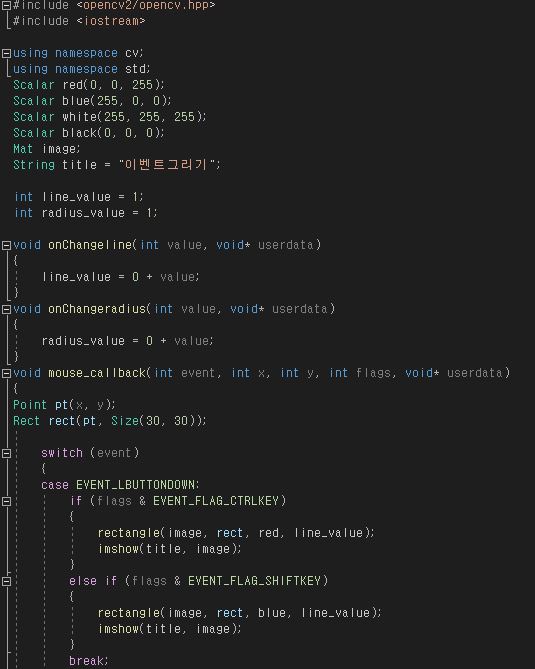 #include <opencv2/opencv.hpp>
#include <iostream>
using namespace cv;
using namespace std;
Scalar red(0, 0, 255);
Scalar blue(255, 0, 0);
Scalar white(255, 255, 255);
Scalar black(0, 0, 0);
Mat image;
String title = "이벤트그리기";
int line_value = 1;
int radius_value = 1;
void onChangeline(int value, void* userdata)
{
line_value = 0 + value;
}
void onChangeradius(int value, void* userdata)
{
radius_value = 0 + value;
}
void mouse_callback(int event, int x, int y, int flags, void* userdata)
{
Point pt(x, y);
Rect rect(pt, Size(30, 30));
switch (event)
{
case EVENT_LBUTTONDOWN:
if (flags & EVENT_FLAG_CTRLKEY)
{
rectangle(image, rect, red, line_value);
imshow(title, image);
}
else if (flags & EVENT_FLAG_SHIFTKEY)
{
rectangle(image, rect, blue, line_value);
imshow(title, image);
}
break;